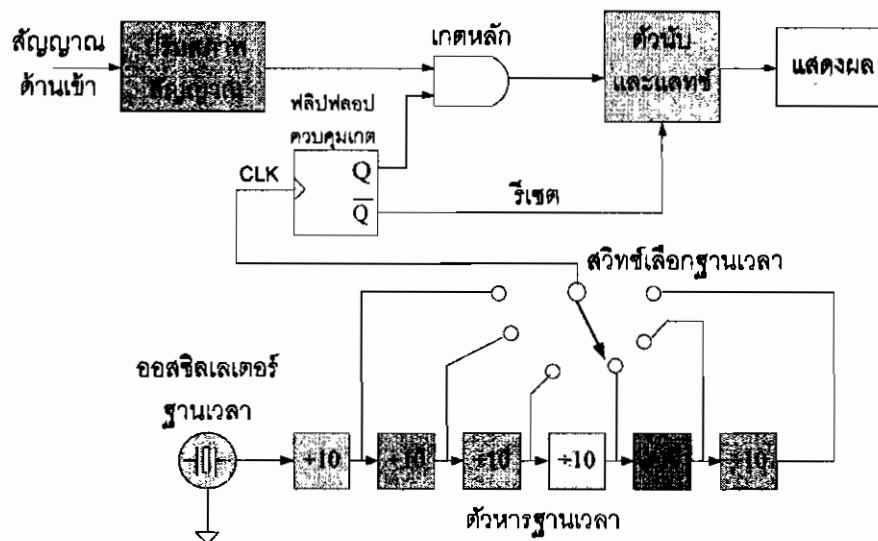 สัญญาณ
ด้านเข้า
ปรับสภาพ
สัญญาณ
เกตหลัก
ตัวนับ
และแลทช์
แสดงผล
ฟลิปฟลอป
ควบคุมเกต
CLK
Q
Q̅
รีเซต
สวิทช์เลือกฐานเวลา
ออสซิลเลเตอร์
ฐานเวลา
÷10
÷10
÷10
÷10
÷10
ตัวหารฐานเวลา